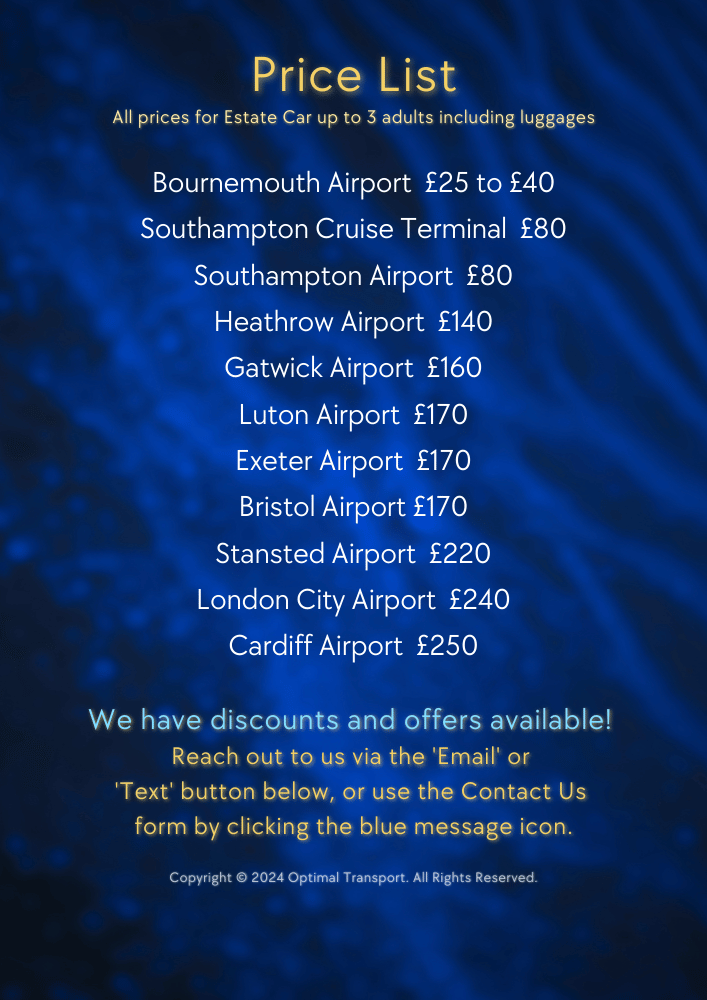 Price List
All prices for Estate Car up to 3 adults including luggages
Bournemouth Airport £25 to £40
Southampton Cruise Terminal £80
Southampton Airport £80
Heathrow Airport £140
Gatwick Airport £160
Luton Airport £170
Exeter Airport £170
Bristol Airport £170
Stansted Airport £220
London City Airport £240
Cardiff Airport £250
We have discounts and offers available!
Reach out to us via the 'Email' or
'Text' button below, or use the Contact Us
form by clicking the blue message icon.
Copyright © 2024 Optimal Transport. All Rights Reserved.